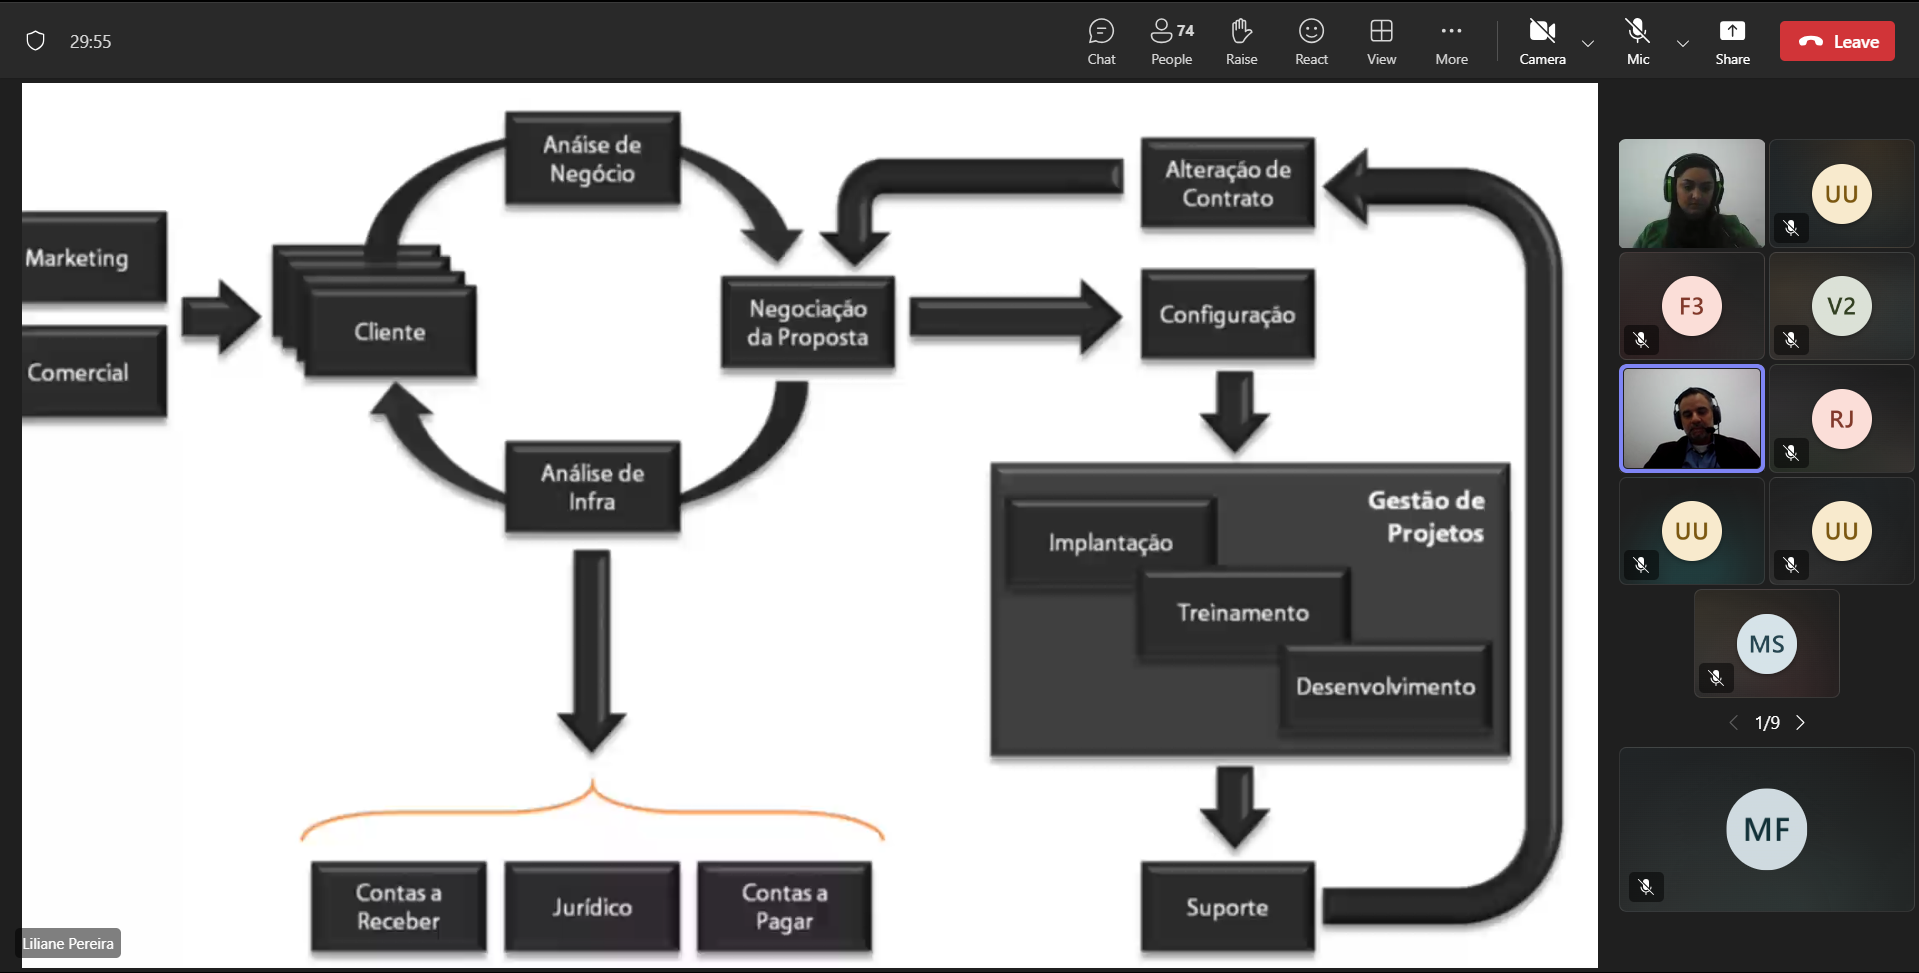 29:55
Chat
74
People
Raise
React
View
More
Camera
Mic
Share
Leave
Marketing
Comercial
Cliente
Anáise de
Negócio
Negociação
da Proposta
Análise de
Infra
Contas a
Receber
Jurídico
Contas a
Pagar
Alteração de
Contrato
Configuração
Gestão de
Projetos
Implantação
Treinamento
Desenvolvimento
Suporte
Liliane Pereira
UU
F3
V2
RJ
UU
UU
MS
1/9
MF